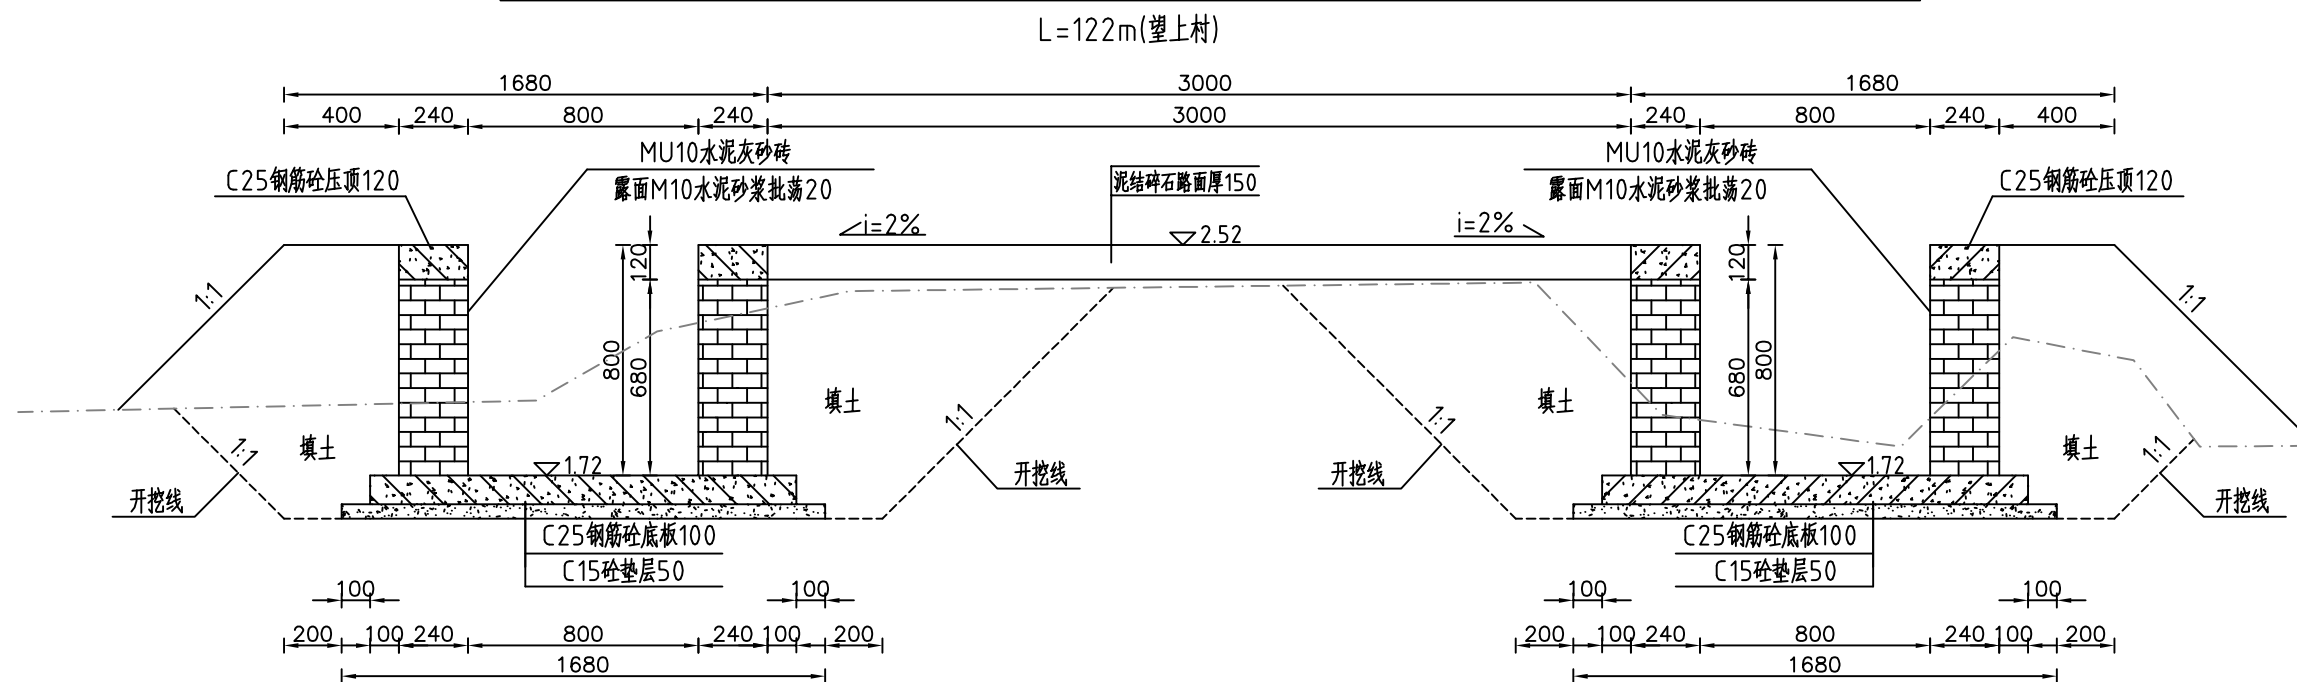 L=122m(望上村)
1680 3000 1680
400 240 800 240 3000 240 800 240 400
MU10水泥灰砂砖
露面M10水泥砂浆批荡20
C25钢筋砼压顶120
泥结碎石路面厚150
MU10水泥灰砂砖
露面M10水泥砂浆批荡20
C25钢筋砼压顶120
i=2%
2.52
i=2%
120
120
1:1
1:1
800
680
680
800
填土
填土
1:1
1:1
1:1
1:1
填土
填土
1.72
1.72
开挖线
开挖线
开挖线
开挖线
C25钢筋砼底板100
C15砼垫层50
C25钢筋砼底板100
C15砼垫层50
100 100 100 100
200 100 240 800 240 100 200 200 100 240 800 240 100 200
1680 1680